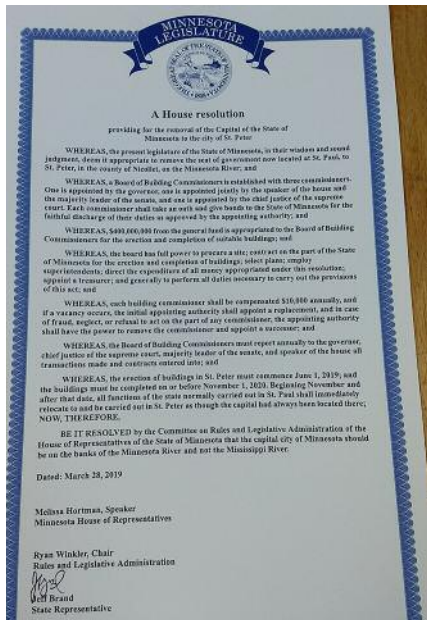 MINNESOTA
LEGISLATURE
THE GREAT SEAL OF THE STATE OF MINNESOTA
1858
A House resolution
providing for the removal of the Capital of the State of
Minnesota to the city of St. Peter
WHEREAS, the present legislature of the State of Minnesota, in their wisdom and sound
judgment, deem it appropriate to remove the seat of government now located at St. Paul, to
St. Peter, in the county of Nicollet, on the Minnesota River; and
WHEREAS, a Board of Building Commissioners is established with three commissioners.
One is appointed by the governor, one is appointed jointly by the speaker of the house and
the majority leader of the senate, and one is appointed by the chief justice of the supreme
court. Each commissioner shall take an oath and give bonds to the State of Minnesota for the
faithful discharge of their duties as approved by the appointing authority; and
WHEREAS, $400,000,000 from the general fund is appropriated to the Board of Building
Commissioners for the erection and completion of suitable buildings; and
WHEREAS, the board has full power to procure a site; contract on the part of the State
of Minnesota for the erection and completion of buildings; select plans; employ
superintendents; direct the expenditure of all money appropriated under this resolution;
appoint a treasurer; and generally to perform all duties necessary to carry out the provisions
of this act; and
WHEREAS, each building commissioner shall be compensated $10,000 annually, and
if a vacancy occurs, the initial appointing authority shall appoint a replacement, and in case
of fraud, neglect, or refusal to act on the part of any commissioner, the appointing authority
shall have the power to remove the commissioner and appoint a successor; and
WHEREAS, the Board of Building Commissioners must report annually to the governor,
chief justice of the supreme court, majority leader of the senate, and speaker of the house all
transactions made and contracts entered into; and
WHEREAS, the erection of buildings in St. Peter must commence June 1, 2019; and
the buildings must be completed on or before November 1, 2020. Beginning November and
after that date, all functions of the state normally carried out in St. Paul shall immediately
relocate to and be carried out in St. Peter as though the capital had always been located there;
NOW, THEREFORE,
BE IT RESOLVED by the Committee on Rules and Legislative Administration of the
House of Representatives of the State of Minnesota that the capital city of Minnesota should
be on the banks of the Minnesota River and not the Mississippi River.
Dated: March 28, 2019
Melissa Hortman, Speaker
Minnesota House of Representatives
Ryan Winkler, Chair
Rules and Legislative Administration
Jeff Brand
State Representative